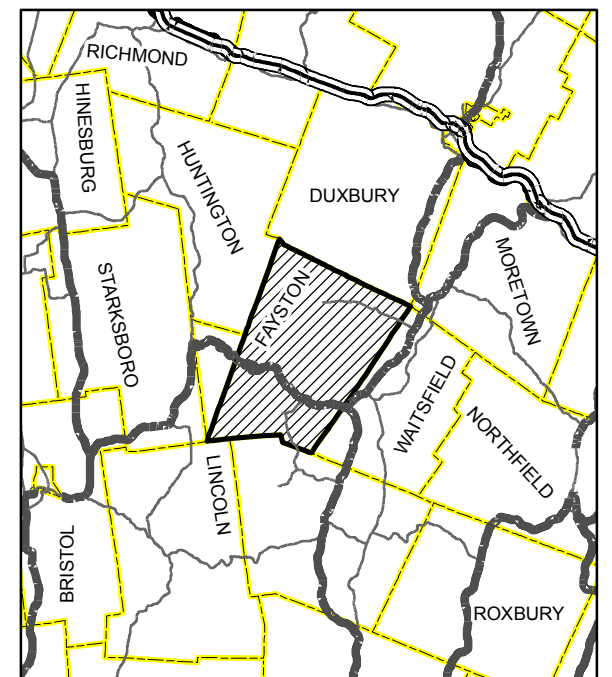 RICHMOND
HINESBURG
HUNTINGTON
DUXBURY
MORETOWN
STARKSBORO
FAYSTON
WAITSFIELD
NORTHFIELD
LINCOLN
BRISTOL
ROXBURY